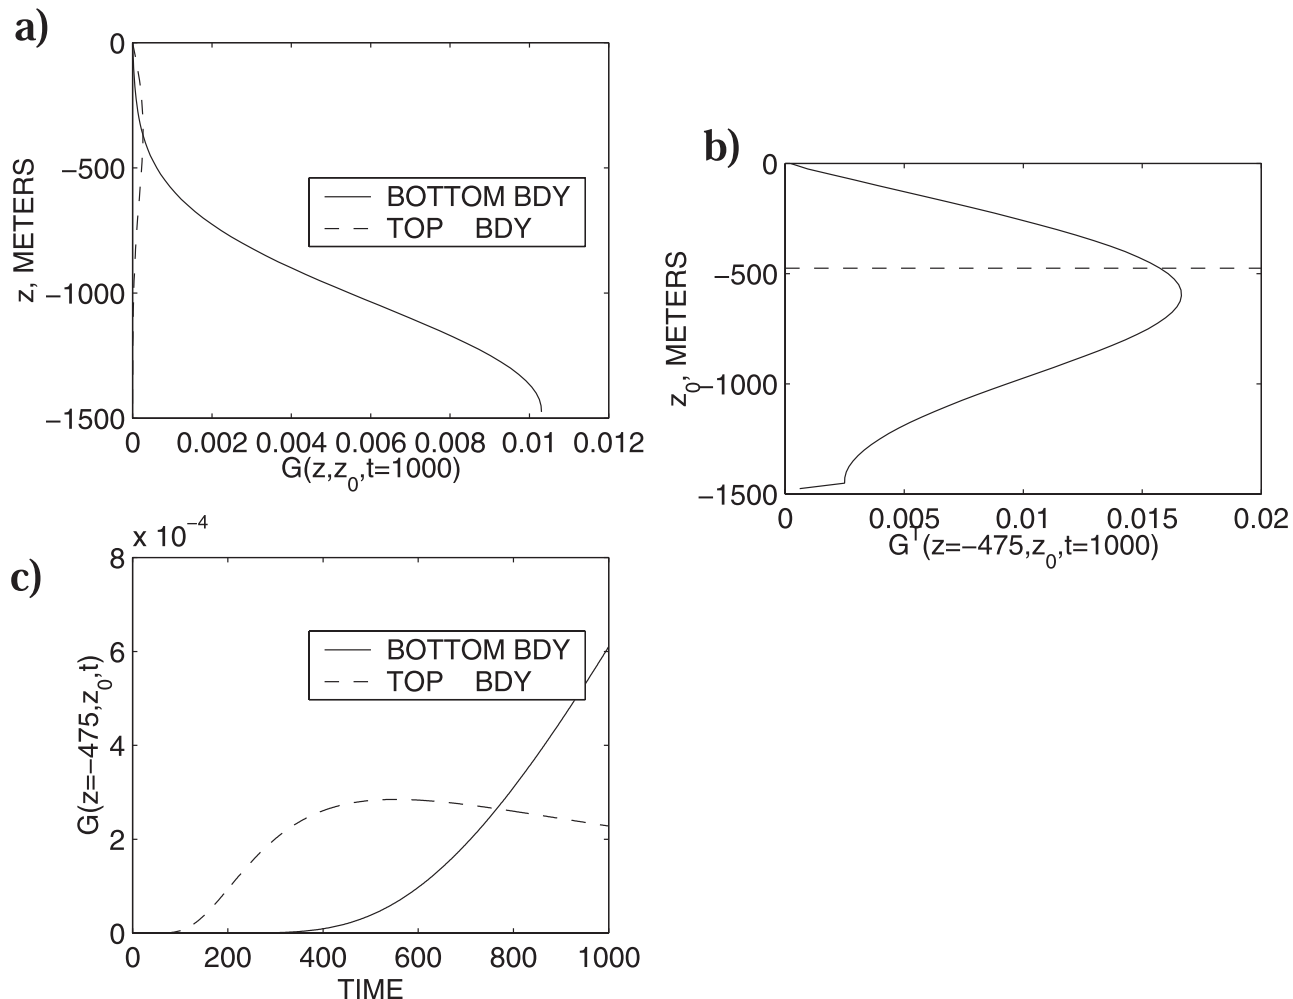 a)
0
−500
−1000
−1500
z, METERS
BOTTOM BDY
TOP BDY
0 0.002 0.004 0.006 0.008 0.01 0.012
G(z,z0,t=1000)
b)
0
−500
−1000
−1500
z0, METERS
0 0.005 0.01 0.015 0.02
G^T(z=−475,z0,t=1000)
c)
x 10^−4
8
6
4
2
0
G(z=−475,z0,t)
BOTTOM BDY
TOP BDY
0 200 400 600 800 1000
TIME